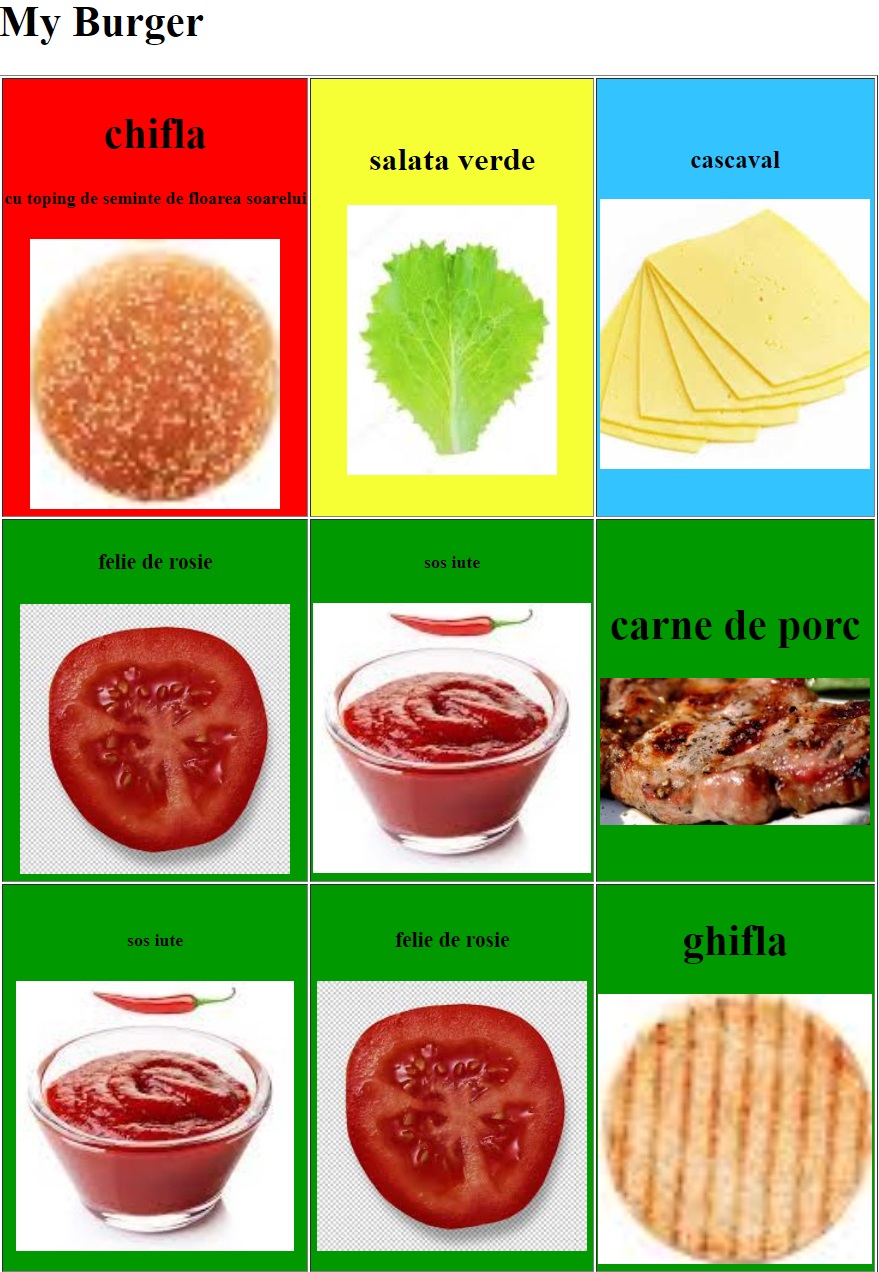 My Burger
chifla
cu toping de seminte de floarea soarelui
salata verde
cascaval
felie de rosie
sos iute
carne de porc
sos iute
felie de rosie
ghifla